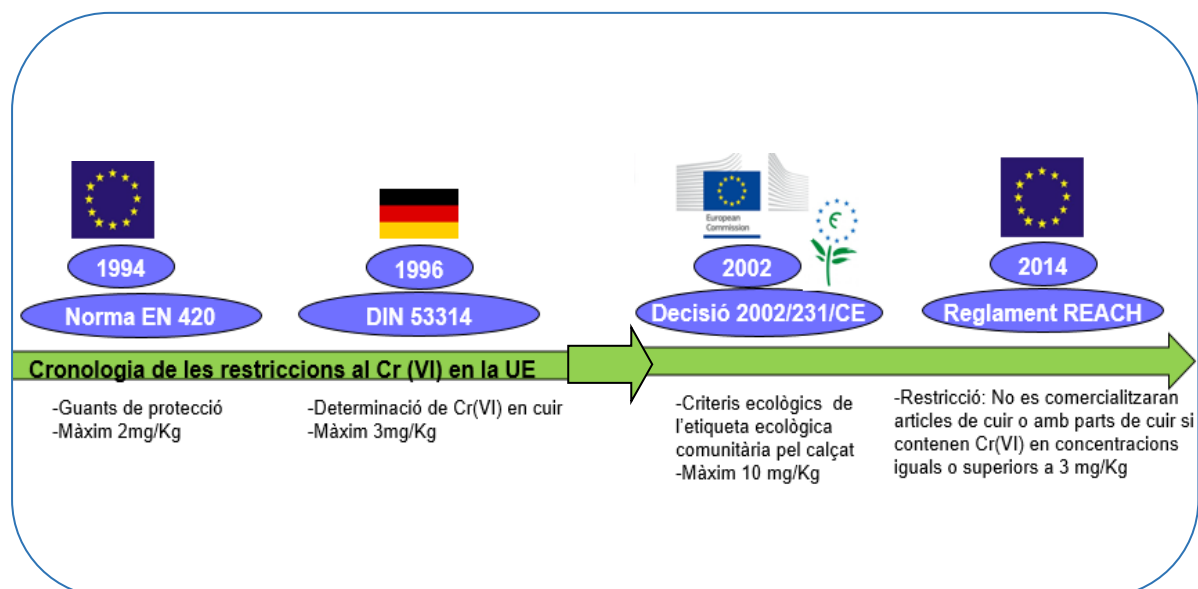 European
Commission
1994
1996
2002
2014
Norma EN 420
DIN 53314
Decisió 2002/231/CE
Reglament REACH
Cronologia de les restriccions al Cr (VI) en la UE
-Guants de protecció
-Màxim 2mg/Kg
-Determinació de Cr(VI) en cuir
-Màxim 3mg/Kg
-Criteris ecològics de
l'etiqueta ecològica
comunitària pel calçat
-Màxim 10 mg/Kg
-Restricció: No es comercialitzaran
articles de cuir o amb parts de cuir si
contenen Cr(VI) en concentracions
iguals o superiors a 3 mg/Kg